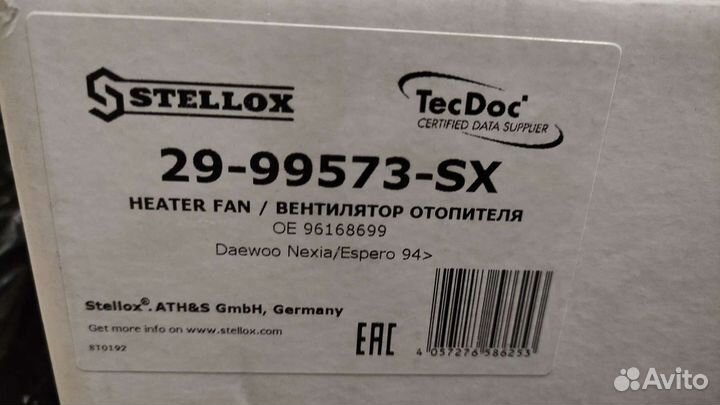 STELLOX
TecDoc
CERTIFIED DATA SUPPLIER
29-99573-SX
HEATER FAN / ВЕНТИЛЯТОР ОТОПИТЕЛЯ
OE 96168699
Daewoo Nexia/Espero 94>
Stellox®. ATH&S GmbH, Germany
Get more info on www.stellox.com
ST0192
EAC
4 057276 586253
Avito